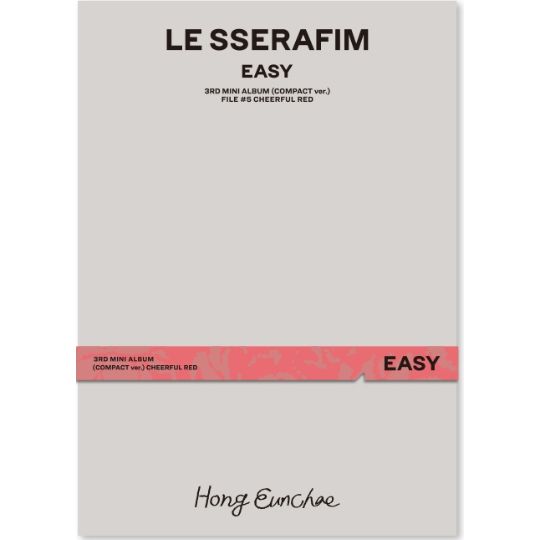 LE SSERAFIM
EASY
3RD MINI ALBUM (COMPACT ver.)
FILE #5 CHEERFUL RED
3RD MINI ALBUM
(COMPACT ver.) CHEERFUL RED
EASY
Hong Eunchae